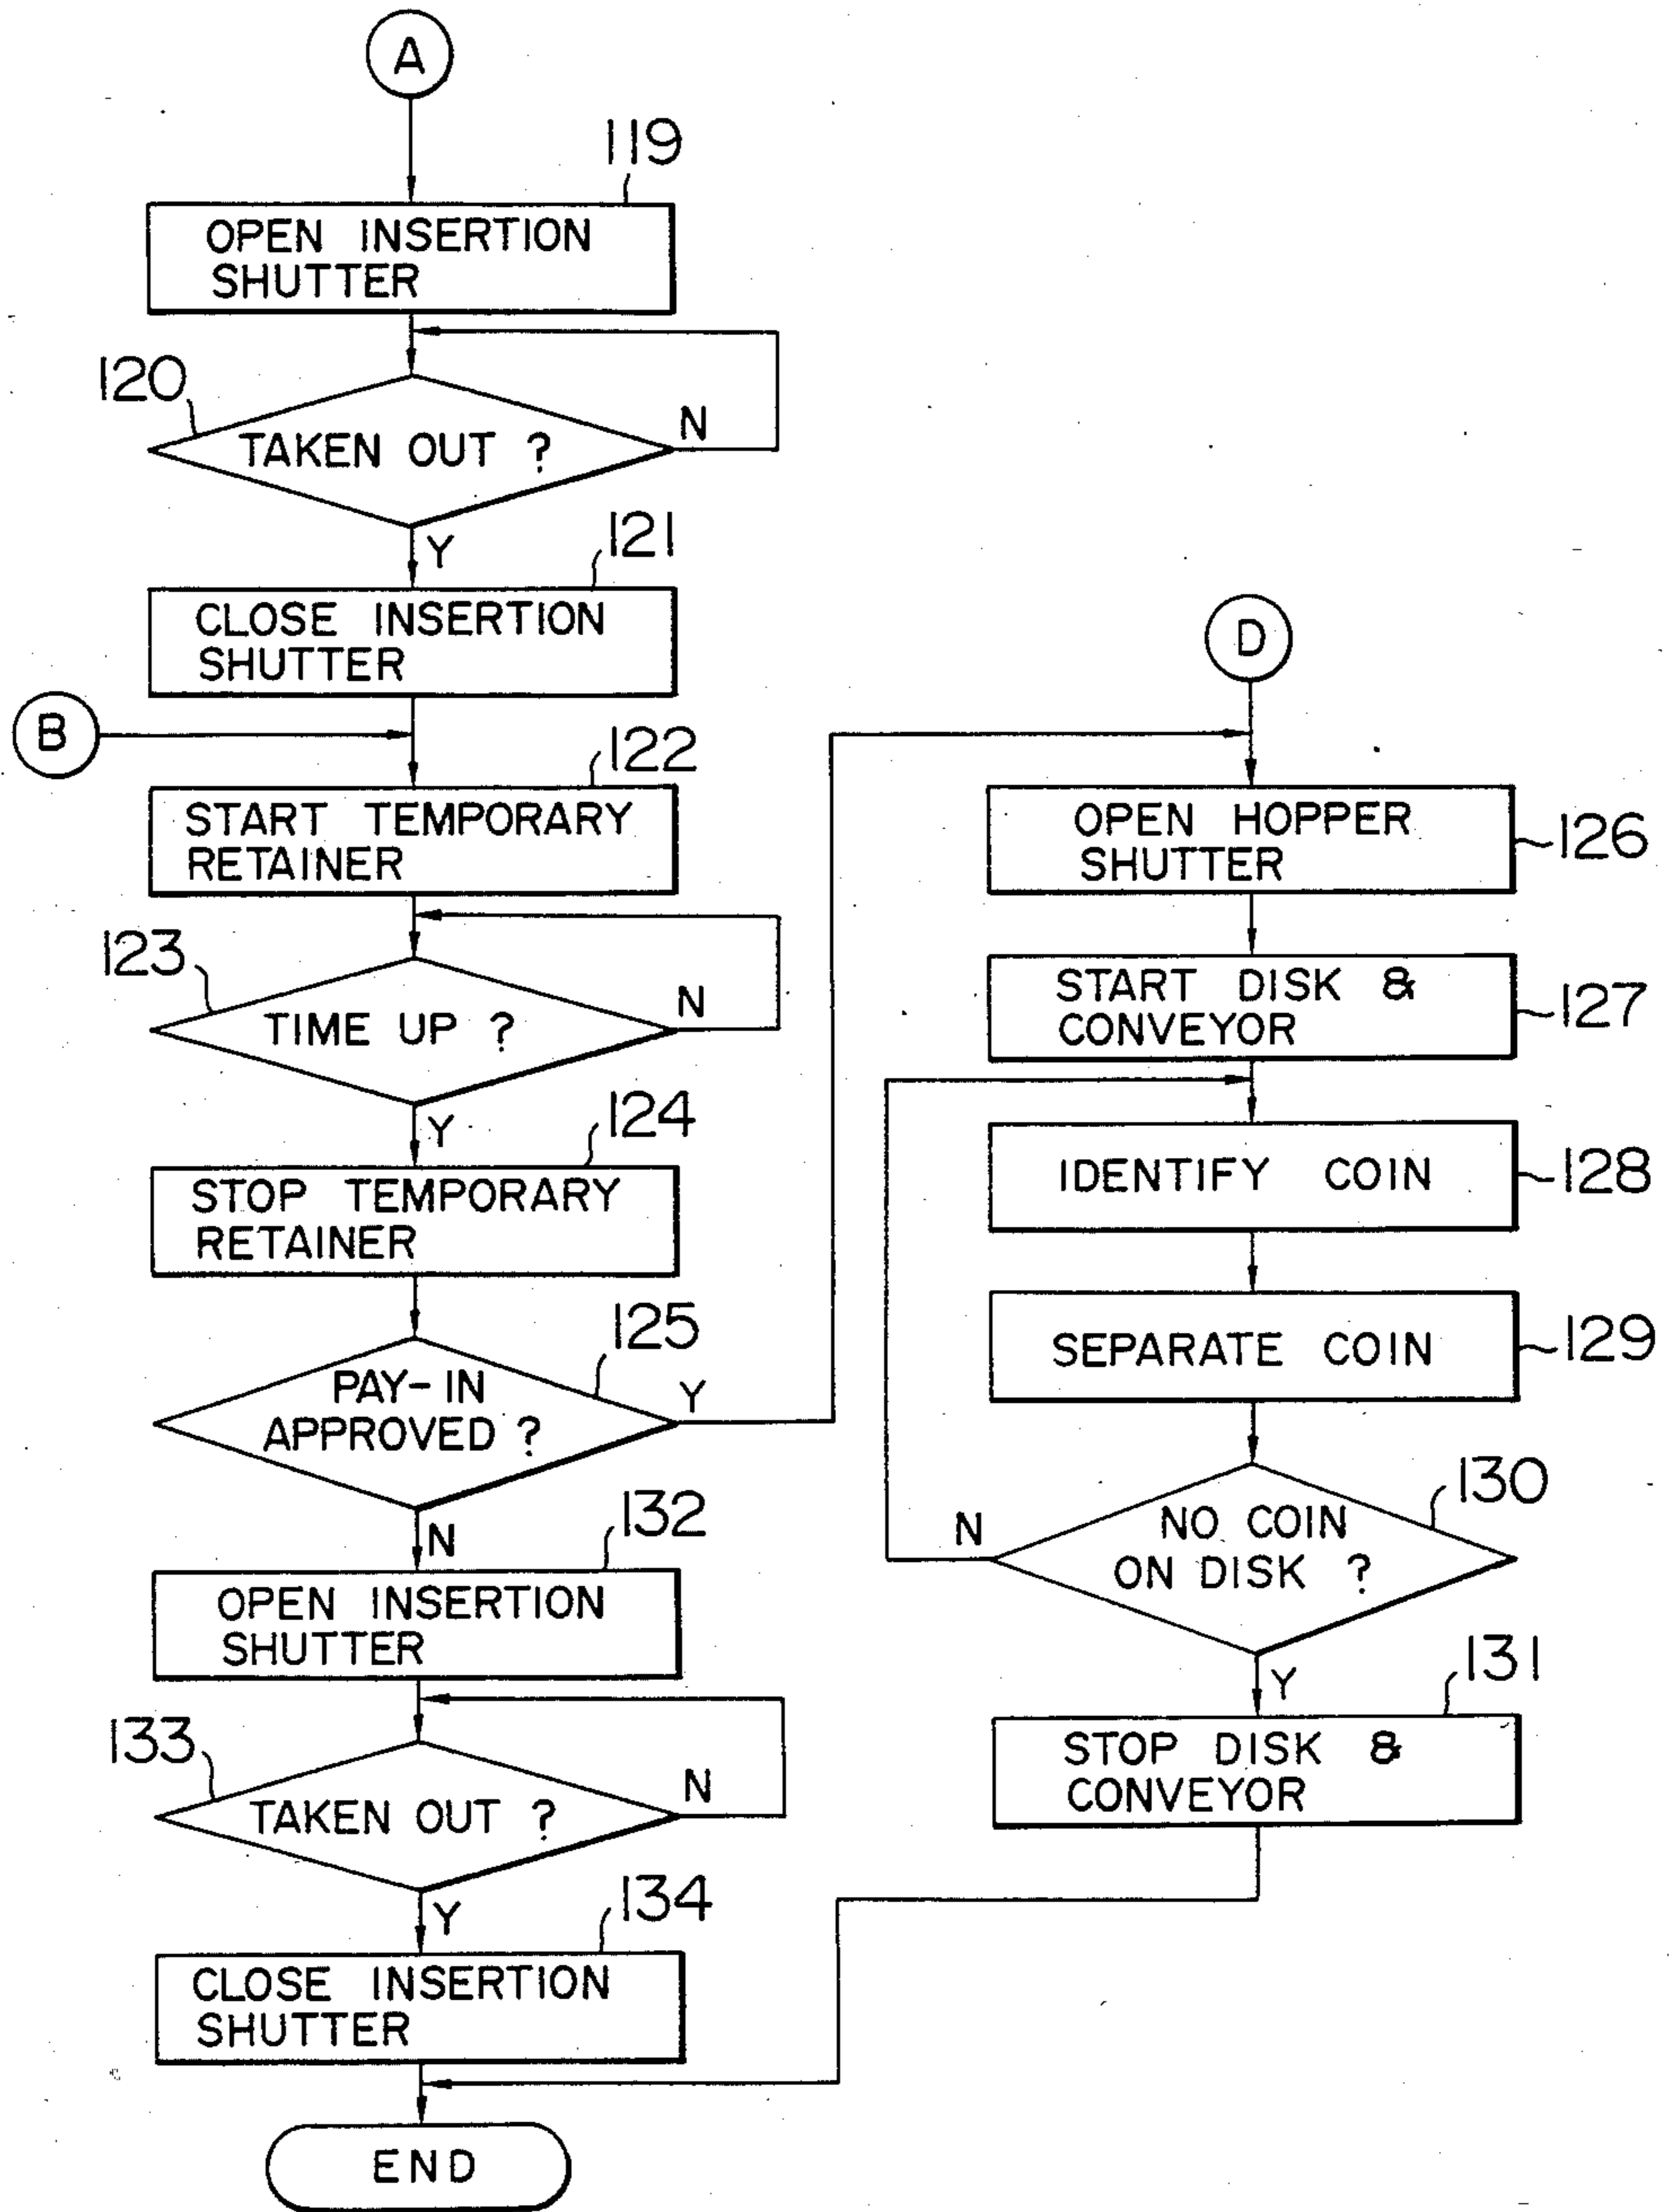 A
119
OPEN INSERTION
SHUTTER
120
TAKEN OUT ?
N
Y
121
CLOSE INSERTION
SHUTTER
B
122
START TEMPORARY
RETAINER
123
TIME UP ?
N
Y
124
STOP TEMPORARY
RETAINER
125
PAY-IN
APPROVED ?
Y
N
132
OPEN INSERTION
SHUTTER
133
TAKEN OUT ?
N
Y
134
CLOSE INSERTION
SHUTTER
END
D
OPEN HOPPER
SHUTTER
126
START DISK &
CONVEYOR
127
IDENTIFY COIN
128
SEPARATE COIN
129
130
NO COIN
ON DISK ?
N
Y
131
STOP DISK &
CONVEYOR